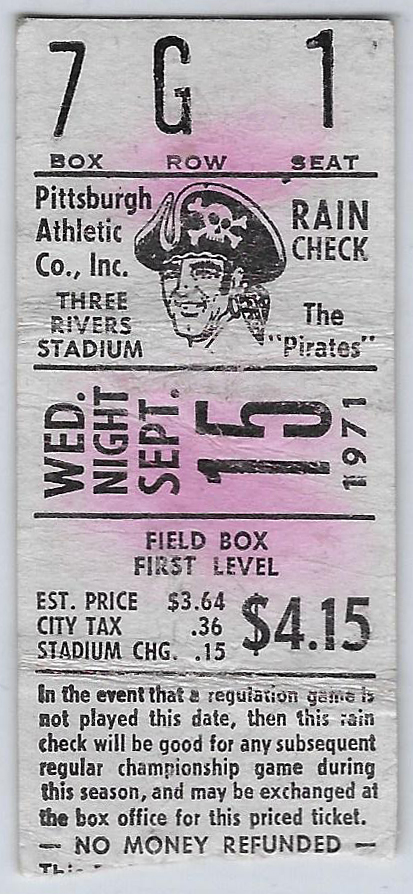 7 G 1
BOX ROW SEAT
Pittsburgh
Athletic
Co., Inc.
THREE
RIVERS
STADIUM
RAIN
CHECK
The
"Pirates"
WED.
NIGHT
SEPT.
15
1971
FIELD BOX
FIRST LEVEL
EST. PRICE $3.64
CITY TAX .36
STADIUM CHG. .15
$4.15
In the event that a regulation game is
not played this date, then this rain
check will be good for any subsequent
regular championship game during
this season, and may be exchanged at
the box office for this priced ticket.
— NO MONEY REFUNDED —